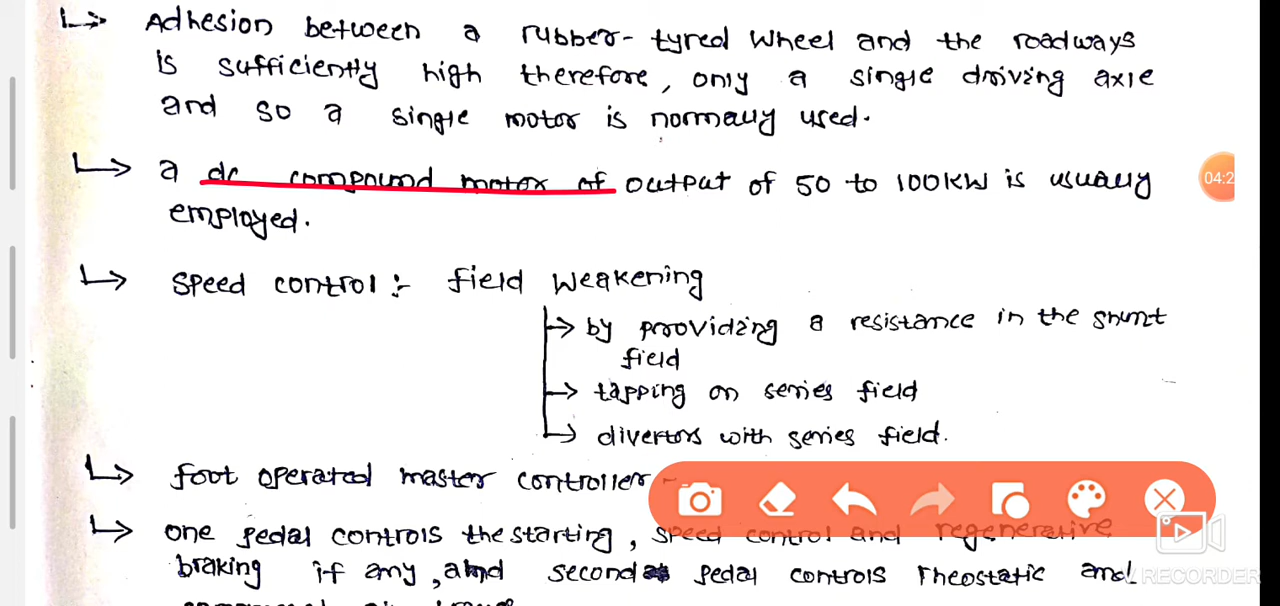 Adhesion between a rubber-tyred wheel and the roadways
is sufficiently high therefore, only a single driving axle
and so a single motor is normally used.
a dc compound motor of output of 50 to 100KW is usually
employed.
speed control :- field weakening
by providing a resistance in the shunt
field
tapping on series field
divertors with series field.
foot operated master controller -
one pedal controls the starting, speed control and regenerative
braking if any, and second pedal controls rheostatic and
04:2
V RECORDER